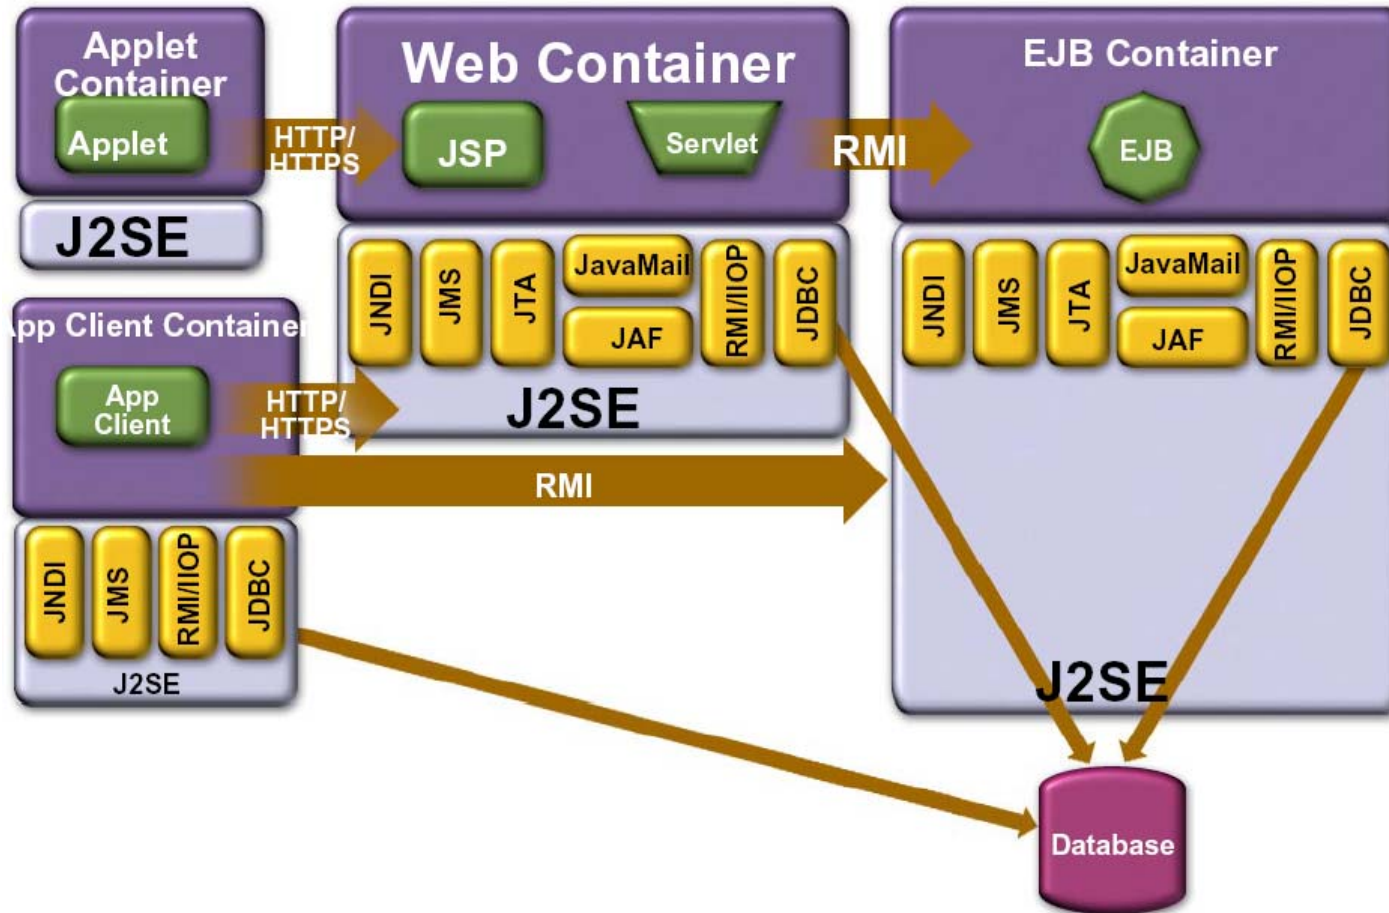 Applet
Container
Applet
J2SE
HTTP/
HTTPS
Web Container
JSP
Servlet
JNDI
JMS
JTA
JavaMail
JAF
RMI/IIOP
JDBC
J2SE
RMI
EJB Container
EJB
JNDI
JMS
JTA
JavaMail
JAF
RMI/IIOP
JDBC
J2SE
App Client Container
App
Client
HTTP/
HTTPS
RMI
JNDI
JMS
RMI/IIOP
JDBC
J2SE
Database